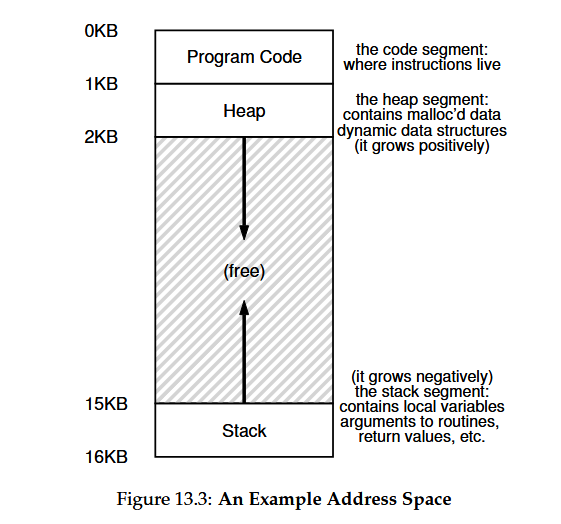 0KB
Program Code
the code segment:
where instructions live
1KB
Heap
the heap segment:
contains malloc'd data
dynamic data structures
(it grows positively)
2KB
(free)
(it grows negatively)
the stack segment:
contains local variables
arguments to routines,
return values, etc.
15KB
Stack
16KB
Figure 13.3: An Example Address Space